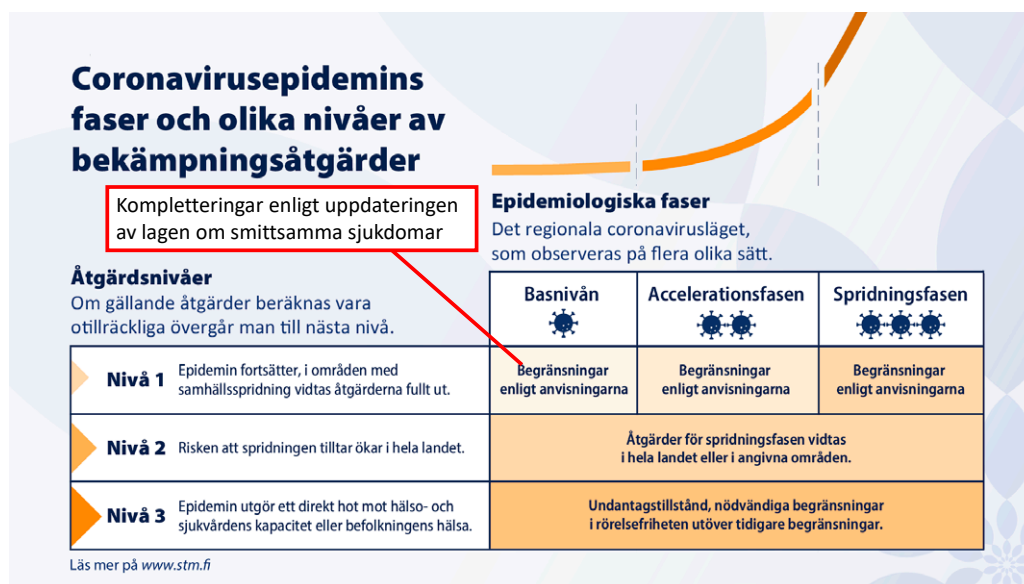 Coronavirusepidemins
faser och olika nivåer av
bekämpningsåtgärder
Kompletteringar enligt uppdateringen
av lagen om smittsamma sjukdomar
Epidemiologiska faser
Det regionala coronavirusläget,
som observeras på flera olika sätt.
Åtgärdsnivåer
Om gällande åtgärder beräknas vara
otillräckliga övergår man till nästa nivå.
Basnivån
Accelerationsfasen
Spridningsfasen
Nivå 1
Epidemin fortsätter, i områden med
samhällsspridning vidtas åtgärderna fullt ut.
Begränsningar
enligt anvisningarna
Begränsningar
enligt anvisningarna
Begränsningar
enligt anvisningarna
Nivå 2
Risken att spridningen tilltar ökar i hela landet.
Åtgärder för spridningsfasen vidtas
i hela landet eller i angivna områden.
Nivå 3
Epidemin utgör ett direkt hot mot hälso- och
sjukvårdens kapacitet eller befolkningens hälsa.
Undantagstillstånd, nödvändiga begränsningar
i rörelsefriheten utöver tidigare begränsningar.
Läs mer på www.stm.fi